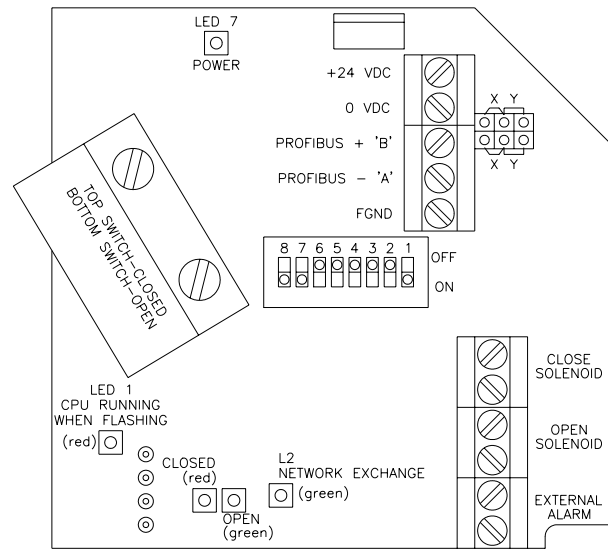 LED 7
POWER
+24 VDC
0 VDC
PROFIBUS + 'B'
PROFIBUS - 'A'
FGND
X Y
X Y
TOP SWITCH-CLOSED
BOTTOM SWITCH-OPEN
8 7 6 5 4 3 2 1
OFF
ON
CLOSE
SOLENOID
OPEN
SOLENOID
EXTERNAL
ALARM
LED 1
CPU RUNNING
WHEN FLASHING
(red)
CLOSED
(red)
OPEN
(green)
L2
NETWORK EXCHANGE
(green)